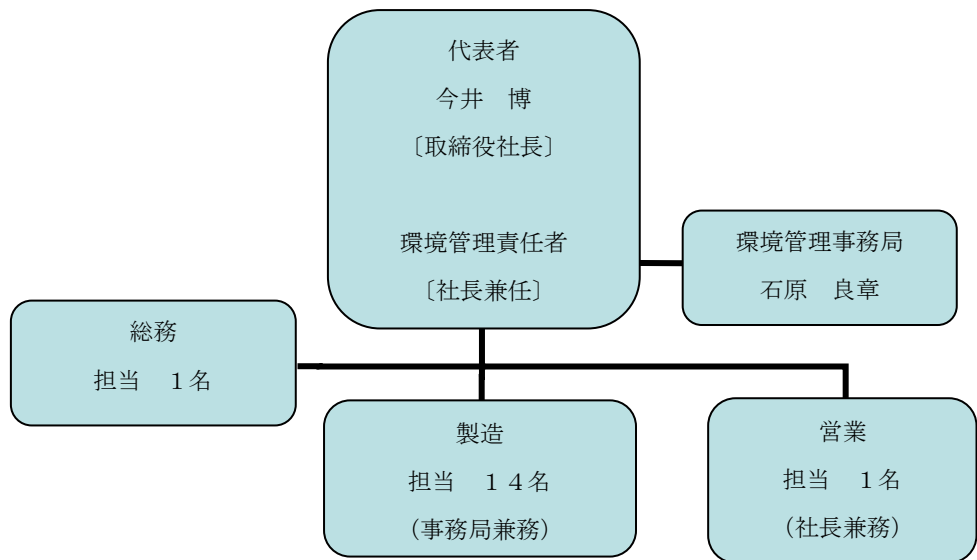 代表者
今井　博
〔取締役社長〕
環境管理責任者
〔社長兼任〕
環境管理事務局
石原　良章
総務
担当　１名
製造
担当　１４名
（事務局兼務）
営業
担当　１名
（社長兼務）